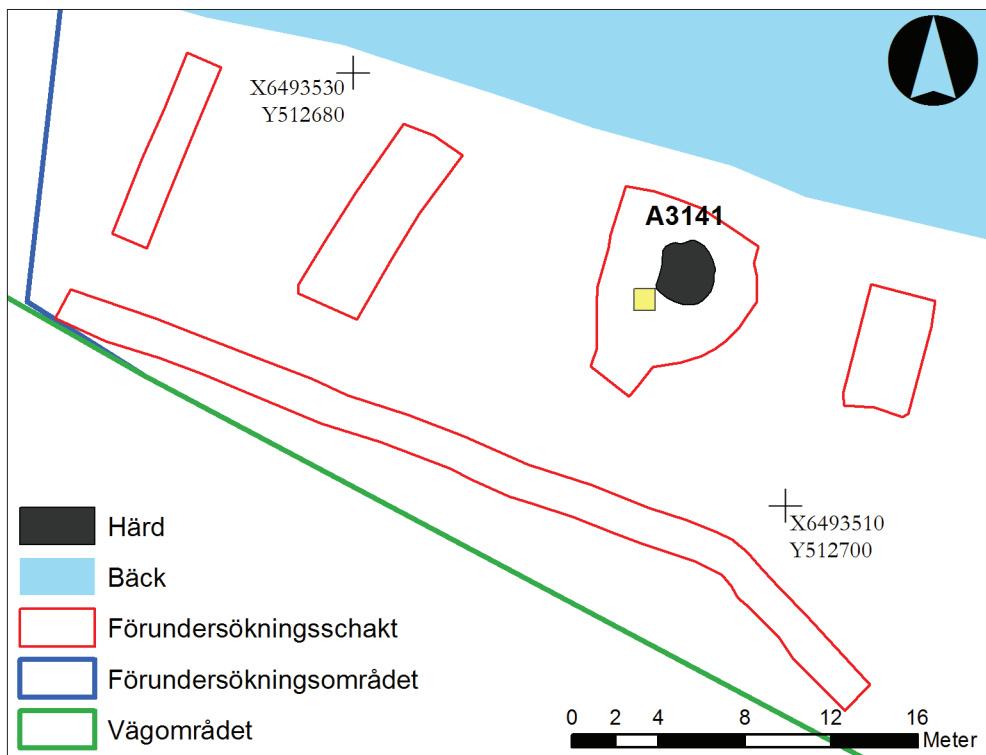 X6493530
Y512680
A3141
X6493510
Y512700
Härd
Bäck
Förundersökningsschakt
Förundersökningsområdet
Vägområdet
0 2 4 8 12 16
Meter